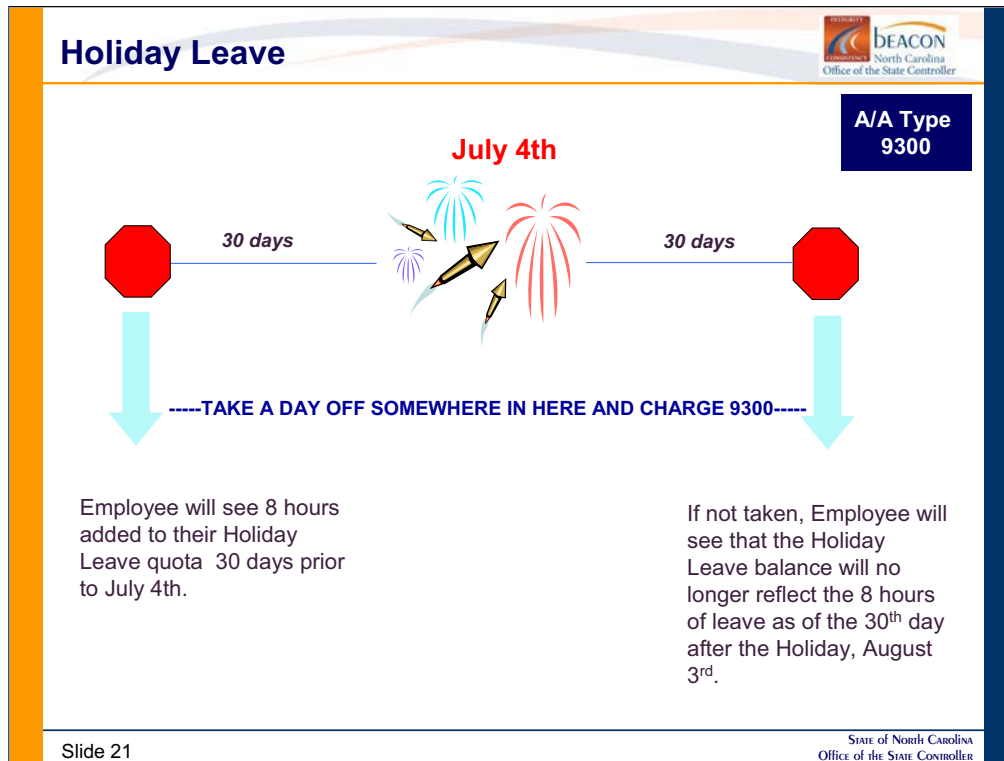 Holiday Leave
INTEGRITY
CONSISTENCY
bEACON
North Carolina
Office of the State Controller
A/A Type
9300
July 4th
30 days
30 days
-----TAKE A DAY OFF SOMEWHERE IN HERE AND CHARGE 9300-----
Employee will see 8 hours
added to their Holiday
Leave quota 30 days prior
to July 4th.
If not taken, Employee will
see that the Holiday
Leave balance will no
longer reflect the 8 hours
of leave as of the 30th day
after the Holiday, August
3rd.
Slide 21
State of North Carolina
Office of the State Controller